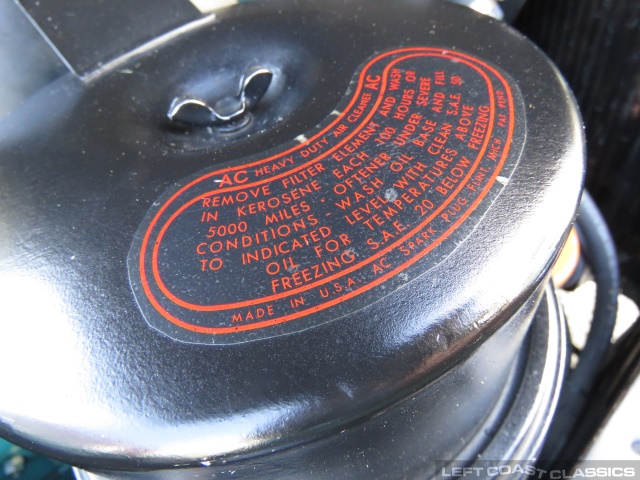 AC HEAVY DUTY AIR CLEANER AC
REMOVE FILTER ELEMENT AND WASH
IN KEROSENE EACH 100 HOURS OR
5000 MILES - OFTENER UNDER SEVERE
CONDITIONS - WASH OIL BASE AND FILL
TO INDICATED LEVEL WITH CLEAN S.A.E. 50
OIL FOR TEMPERATURES ABOVE
FREEZING S.A.E. 20 BELOW FREEZING
MADE IN U.S.A. AC SPARK PLUG FLINT, MICH. PAT. PEND.
LEFT COAST CLASSICS